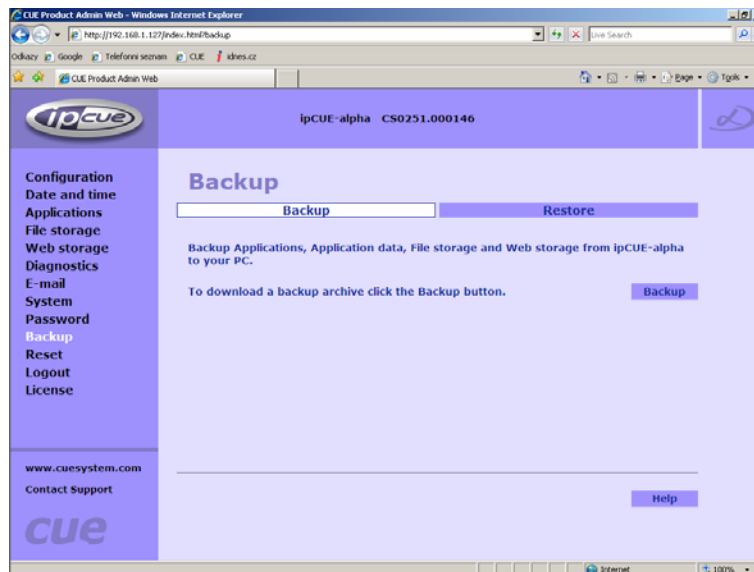 CUE Product Admin Web - Windows Internet Explorer
http://192.168.1.127/index.html?backup
Live Search
Odkazy Google Telefonni seznam CUE idnes.cz
CUE Product Admin Web
Page Tools
ipcue
ipCUE-alpha CS0251.000146
Configuration
Date and time
Applications
File storage
Web storage
Diagnostics
E-mail
System
Password
Backup
Reset
Logout
License
www.cuesystem.com
Contact Support
cue
Backup
Backup Restore
Backup Applications, Application data, File storage and Web storage from ipCUE-alpha
to your PC.
To download a backup archive click the Backup button.
Backup
Help
Internet 100%